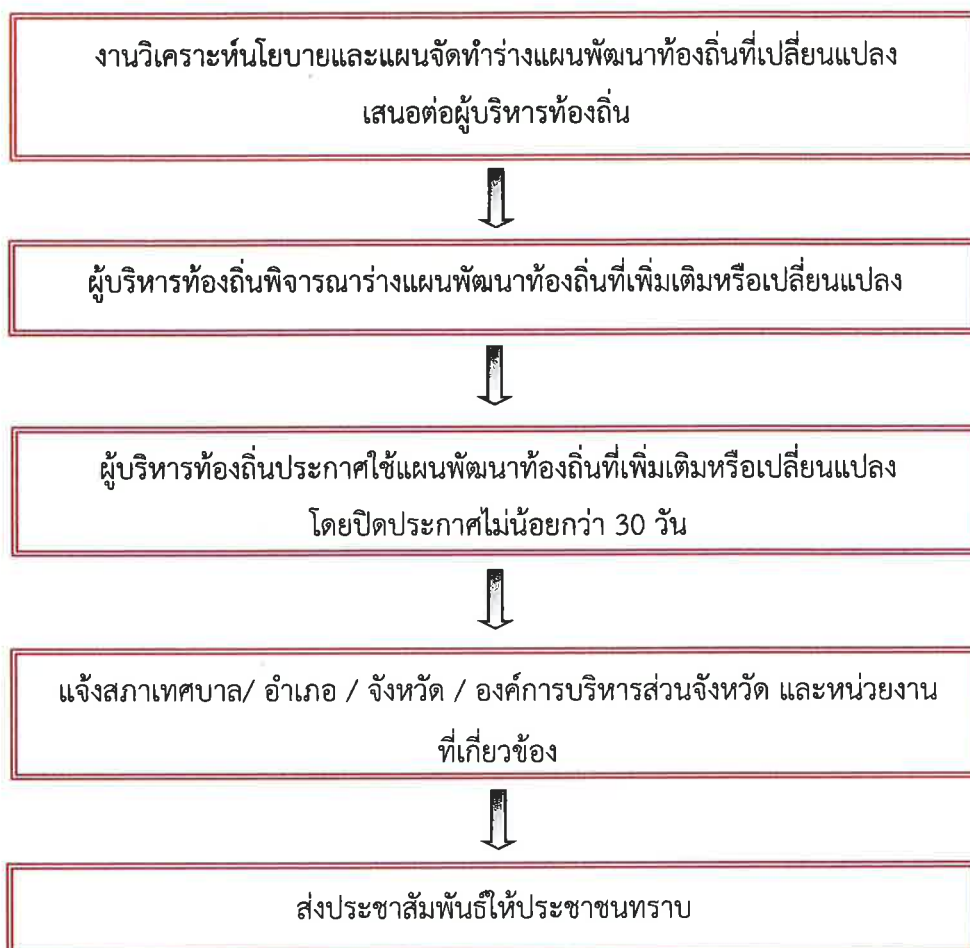 งานวิเคราะห์นโยบายและแผนจัดทำร่างแผนพัฒนาท้องถิ่นที่เปลี่ยนแปลง
เสนอต่อผู้บริหารท้องถิ่น
ผู้บริหารท้องถิ่นพิจารณาร่างแผนพัฒนาท้องถิ่นที่เพิ่มเติมหรือเปลี่ยนแปลง
ผู้บริหารท้องถิ่นประกาศใช้แผนพัฒนาท้องถิ่นที่เพิ่มเติมหรือเปลี่ยนแปลง
โดยปิดประกาศไม่น้อยกว่า 30 วัน
แจ้งสภาเทศบาล/ อำเภอ / จังหวัด / องค์การบริหารส่วนจังหวัด และหน่วยงาน
ที่เกี่ยวข้อง
ส่งประชาสัมพันธ์ให้ประชาชนทราบ